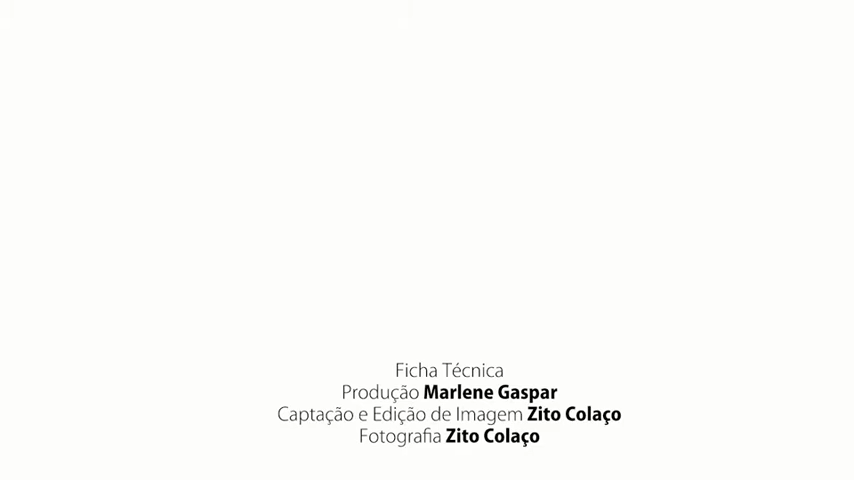 Ficha Técnica
Produção Marlene Gaspar
Captação e Edição de Imagem Zito Colaço
Fotografia Zito Colaço